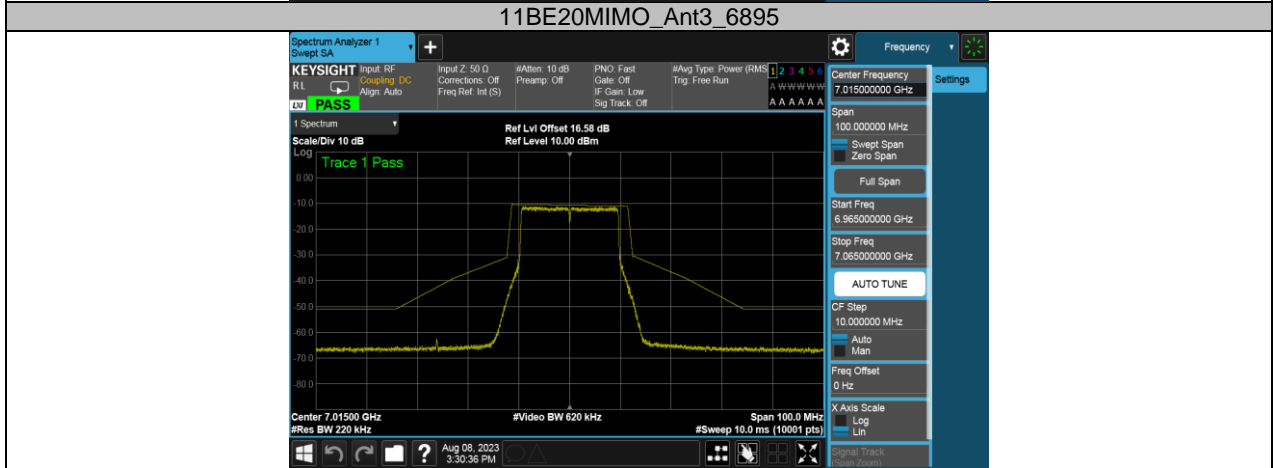 11BE20MIMO_Ant3_6895
Spectrum Analyzer 1
Swept SA
+
Frequency
KEYSIGHT
RL
LXI PASS
Input: RF
Coupling: DC
Align: Auto
Input Z: 50 Ω
Corrections: Off
Freq Ref: Int (S)
#Atten: 10 dB
Preamp: Off
PNO: Fast
Gate: Off
IF Gain: Low
Sig Track: Off
#Avg Type: Power (RMS
Trig: Free Run
1 2 3 4 5 6
A W W W W W
A A A A A A
1 Spectrum
Scale/Div 10 dB
Ref Lvl Offset 16.58 dB
Ref Level 10.00 dBm
Log
Trace 1 Pass
0.00
-10.0
-20.0
-30.0
-40.0
-50.0
-60.0
-70.0
-80.0
Center 7.01500 GHz
#Res BW 220 kHz
#Video BW 620 kHz
Span 100.0 MHz
#Sweep 10.0 ms (10001 pts)
Center Frequency
7.015000000 GHz
Settings
Span
100.000000 MHz
Swept Span
Zero Span
Full Span
Start Freq
6.965000000 GHz
Stop Freq
7.065000000 GHz
AUTO TUNE
CF Step
10.000000 MHz
Auto
Man
Freq Offset
0 Hz
X Axis Scale
Log
Lin
Signal Track
(Span Zoom)
?
Aug 08, 2023
3:30:36 PM